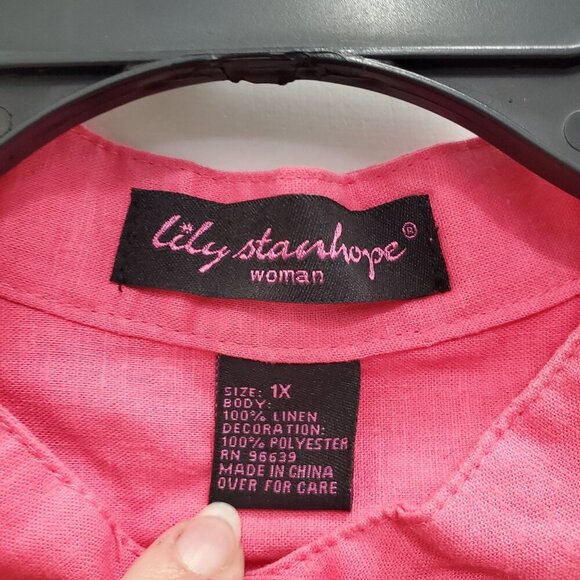 lily stanhope®
woman
SIZE: 1X
BODY:
100% LINEN
DECORATION:
100% POLYESTER
RN 96639
MADE IN CHINA
OVER FOR CARE